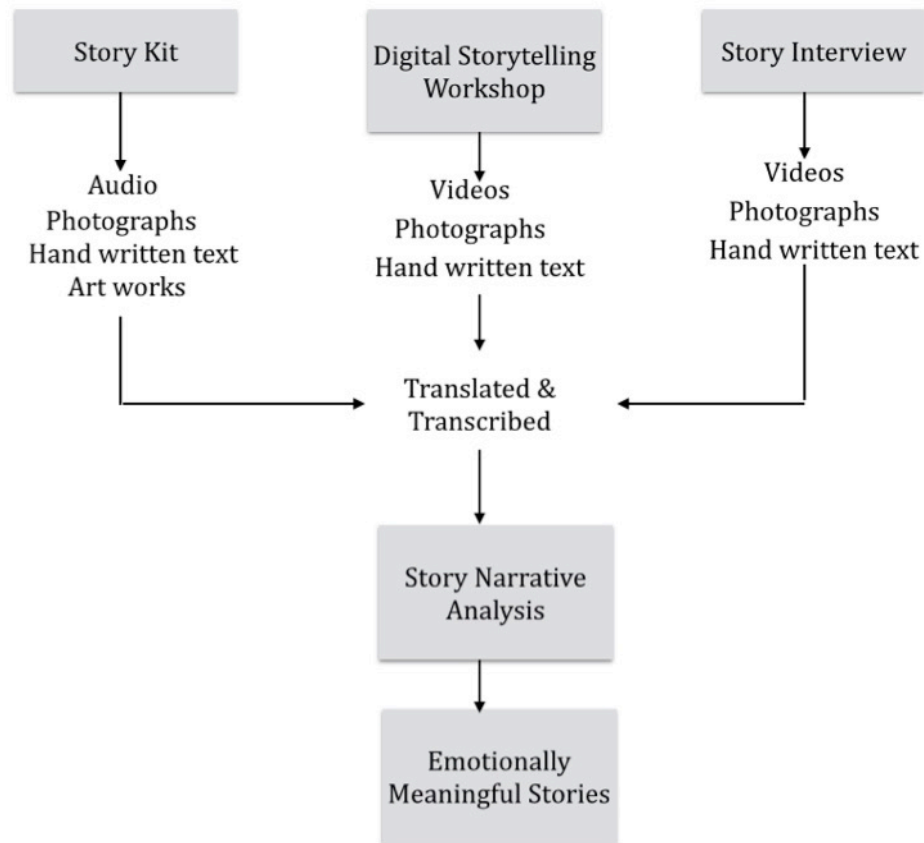 Story Kit
Digital Storytelling
Workshop
Story Interview
Audio
Photographs
Hand written text
Art works
Videos
Photographs
Hand written text
Videos
Photographs
Hand written text
Translated &
Transcribed
Story Narrative
Analysis
Emotionally
Meaningful Stories